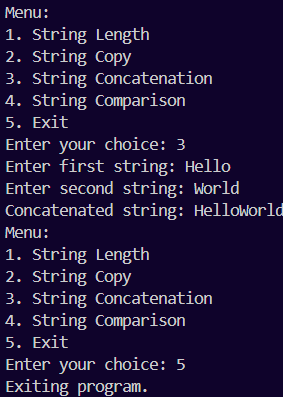 Menu:
1. String Length
2. String Copy
3. String Concatenation
4. String Comparison
5. Exit
Enter your choice: 3
Enter first string: Hello
Enter second string: World
Concatenated string: HelloWorld
Menu:
1. String Length
2. String Copy
3. String Concatenation
4. String Comparison
5. Exit
Enter your choice: 5
Exiting program.